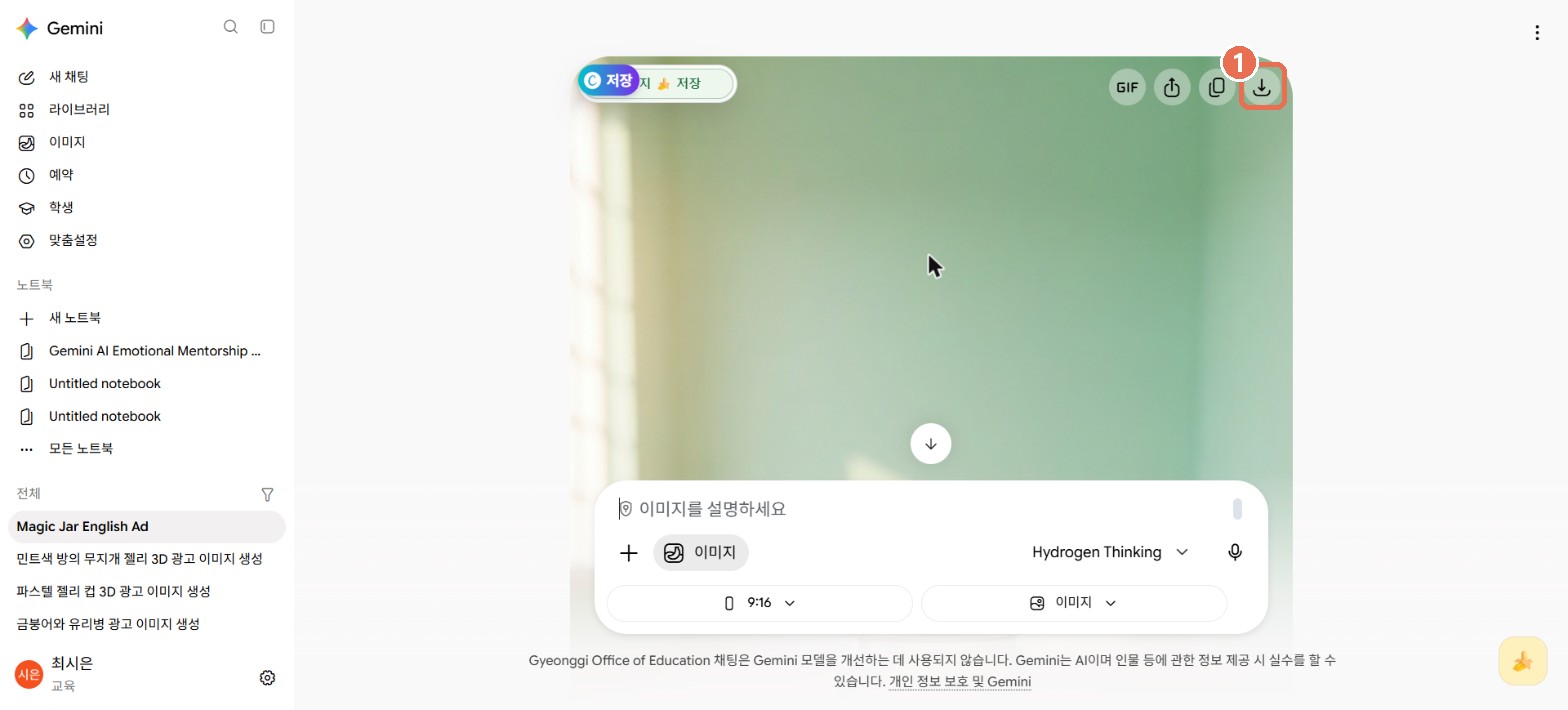 Gemini
새 채팅
라이브러리
이미지
예약
학생
맞춤설정
노트북
새 노트북
Gemini AI Emotional Mentorship ...
Untitled notebook
Untitled notebook
모든 노트북
전체
Magic Jar English Ad
민트색 방의 무지개 젤리 3D 광고 이미지 생성
파스텔 젤리 컵 3D 광고 이미지 생성
금붕어와 유리병 광고 이미지 생성
시은
최시은
교육
C 저장
지 🍌 저장
GIF
1
이미지를 설명하세요
이미지
Hydrogen Thinking
9:16
이미지
Gyeonggi Office of Education 채팅은 Gemini 모델을 개선하는 데 사용되지 않습니다. Gemini는 AI이며 인물 등에 관한 정보 제공 시 실수를 할 수
있습니다. 개인 정보 보호 및 Gemini